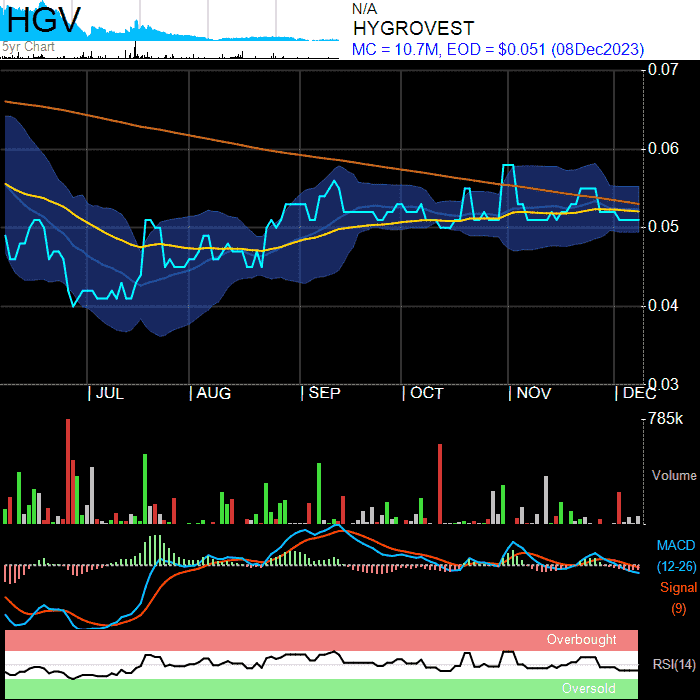 HGV
5yr Chart
N/A
HYGROVEST
MC = 10.7M, EOD = $0.051 (08Dec2023)
0.07
0.06
0.05
0.04
0.03
JUL
AUG
SEP
OCT
NOV
DEC
785k
Volume
MACD
(12-26)
Signal
(9)
Overbought
RSI(14)
Oversold